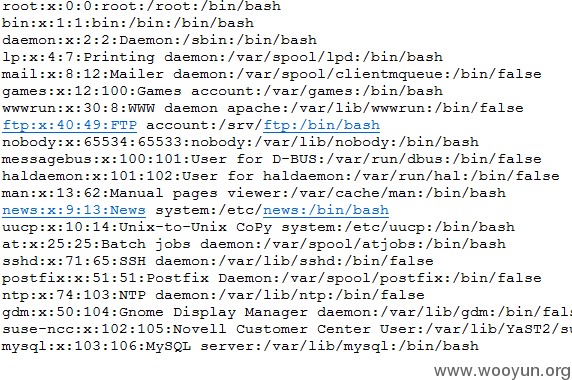 root:x:0:0:root:/root:/bin/bash
bin:x:1:1:bin:/bin:/bin/bash
daemon:x:2:2:Daemon:/sbin:/bin/bash
lp:x:4:7:Printing daemon:/var/spool/lpd:/bin/bash
mail:x:8:12:Mailer daemon:/var/spool/clientmqueue:/bin/false
games:x:12:100:Games account:/var/games:/bin/bash
wwwrun:x:30:8:WWW daemon apache:/var/lib/wwwrun:/bin/false
ftp:x:40:49:FTP account:/srv/ftp:/bin/bash
nobody:x:65534:65533:nobody:/var/lib/nobody:/bin/bash
messagebus:x:100:101:User for D-BUS:/var/run/dbus:/bin/false
haldaemon:x:101:102:User for haldaemon:/var/run/hal:/bin/false
man:x:13:62:Manual pages viewer:/var/cache/man:/bin/bash
news:x:9:13:News system:/etc/news:/bin/bash
uucp:x:10:14:Unix-to-Unix CoPy system:/etc/uucp:/bin/bash
at:x:25:25:Batch jobs daemon:/var/spool/atjobs:/bin/bash
sshd:x:71:65:SSH daemon:/var/lib/sshd:/bin/false
postfix:x:51:51:Postfix Daemon:/var/spool/postfix:/bin/false
ntp:x:74:103:NTP daemon:/var/lib/ntp:/bin/false
gdm:x:50:104:Gnome Display Manager daemon:/var/lib/gdm:/bin/fals
suse-ncc:x:102:105:Novell Customer Center User:/var/lib/YaST2/su
mysql:x:103:106:MySQL server:/var/lib/mysql:/bin/bash
www.wooyun.org